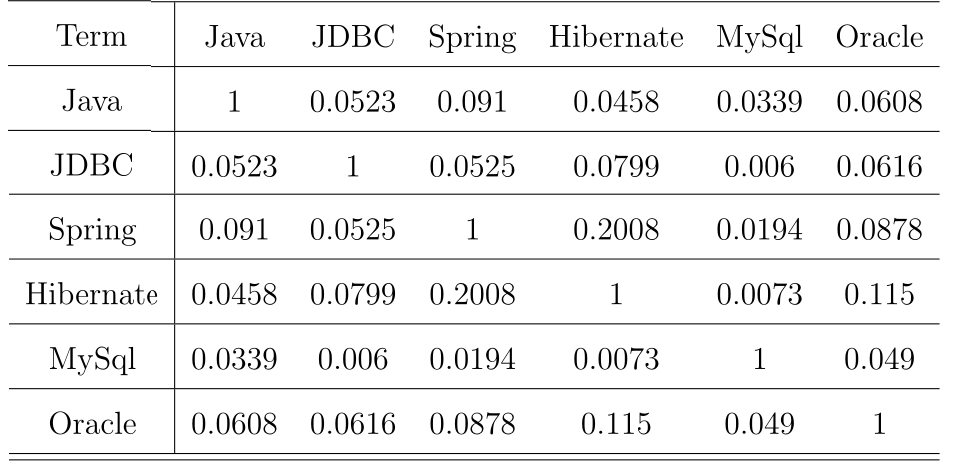 Term Java JDBC Spring Hibernate MySql Oracle
Java 1 0.0523 0.091 0.0458 0.0339 0.0608
JDBC 0.0523 1 0.0525 0.0799 0.006 0.0616
Spring 0.091 0.0525 1 0.2008 0.0194 0.0878
Hibernate 0.0458 0.0799 0.2008 1 0.0073 0.115
MySql 0.0339 0.006 0.0194 0.0073 1 0.049
Oracle 0.0608 0.0616 0.0878 0.115 0.049 1